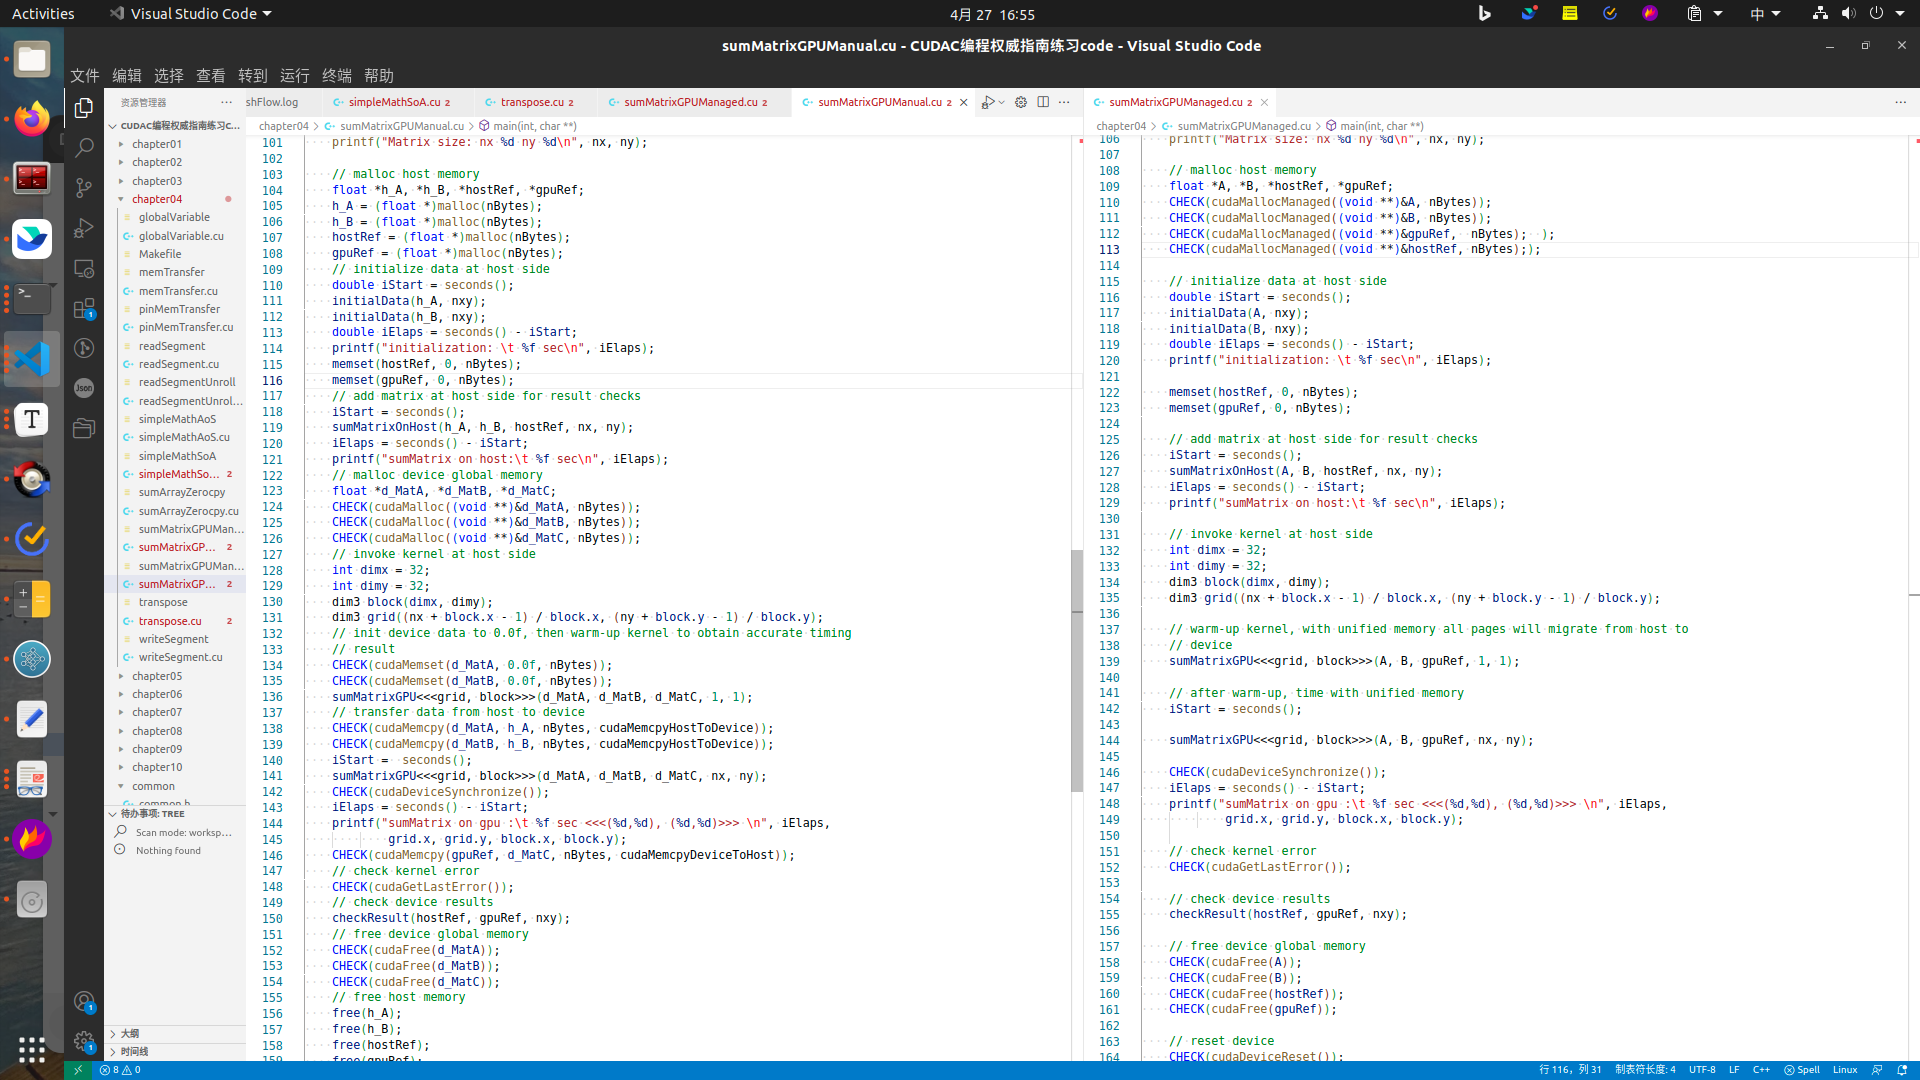 Activities
Visual Studio Code
4月 27 16:55
中
sumMatrixGPUManual.cu - CUDAC编程权威指南练习code - Visual Studio Code
文件 编辑 选择 查看 转到 运行 终端 帮助
资源管理器
CUDAC编程权威指南练习C...
chapter01
chapter02
chapter03
chapter04
globalVariable
globalVariable.cu
Makefile
memTransfer
memTransfer.cu
pinMemTransfer
pinMemTransfer.cu
readSegment
readSegment.cu
readSegmentUnroll
readSegmentUnrol...
simpleMathAoS
simpleMathAoS.cu
simpleMathSoA
simpleMathSo... 2
sumArrayZerocpy
sumArrayZerocpy.cu
sumMatrixGPUMan...
sumMatrixGP... 2
sumMatrixGPUMan...
sumMatrixGP... 2
transpose
transpose.cu 2
writeSegment
writeSegment.cu
chapter05
chapter06
chapter07
chapter08
chapter09
chapter10
common
common.h
待办事项: TREE
Scan mode: worksp...
Nothing found
大纲
时间线
shFlow.log
simpleMathSoA.cu 2
transpose.cu 2
sumMatrixGPUManaged.cu 2
sumMatrixGPUManual.cu 2
chapter04 > sumMatrixGPUManual.cu > main(int, char **)
101 printf("Matrix size: nx %d ny %d\n", nx, ny);
102
103 // malloc host memory
104 float *h_A, *h_B, *hostRef, *gpuRef;
105 h_A = (float *)malloc(nBytes);
106 h_B = (float *)malloc(nBytes);
107 hostRef = (float *)malloc(nBytes);
108 gpuRef = (float *)malloc(nBytes);
109 // initialize data at host side
110 double iStart = seconds();
111 initialData(h_A, nxy);
112 initialData(h_B, nxy);
113 double iElaps = seconds() - iStart;
114 printf("initialization: \t %f sec\n", iElaps);
115 memset(hostRef, 0, nBytes);
116 memset(gpuRef, 0, nBytes);
117 // add matrix at host side for result checks
118 iStart = seconds();
119 sumMatrixOnHost(h_A, h_B, hostRef, nx, ny);
120 iElaps = seconds() - iStart;
121 printf("sumMatrix on host:\t %f sec\n", iElaps);
122 // malloc device global memory
123 float *d_MatA, *d_MatB, *d_MatC;
124 CHECK(cudaMalloc((void **)&d_MatA, nBytes));
125 CHECK(cudaMalloc((void **)&d_MatB, nBytes));
126 CHECK(cudaMalloc((void **)&d_MatC, nBytes));
127 // invoke kernel at host side
128 int dimx = 32;
129 int dimy = 32;
130 dim3 block(dimx, dimy);
131 dim3 grid((nx + block.x - 1) / block.x, (ny + block.y - 1) / block.y);
132 // init device data to 0.0f, then warm-up kernel to obtain accurate timing
133 // result
134 CHECK(cudaMemset(d_MatA, 0.0f, nBytes));
135 CHECK(cudaMemset(d_MatB, 0.0f, nBytes));
136 sumMatrixGPU<<<grid, block>>>(d_MatA, d_MatB, d_MatC, 1, 1);
137 // transfer data from host to device
138 CHECK(cudaMemcpy(d_MatA, h_A, nBytes, cudaMemcpyHostToDevice));
139 CHECK(cudaMemcpy(d_MatB, h_B, nBytes, cudaMemcpyHostToDevice));
140 iStart =  seconds();
141 sumMatrixGPU<<<grid, block>>>(d_MatA, d_MatB, d_MatC, nx, ny);
142 CHECK(cudaDeviceSynchronize());
143 iElaps = seconds() - iStart;
144 printf("sumMatrix on gpu :\t %f sec <<<(%d,%d), (%d,%d)>>> \n", iElaps,
145 grid.x, grid.y, block.x, block.y);
146 CHECK(cudaMemcpy(gpuRef, d_MatC, nBytes, cudaMemcpyDeviceToHost));
147 // check kernel error
148 CHECK(cudaGetLastError());
149 // check device results
150 checkResult(hostRef, gpuRef, nxy);
151 // free device global memory
152 CHECK(cudaFree(d_MatA));
153 CHECK(cudaFree(d_MatB));
154 CHECK(cudaFree(d_MatC));
155 // free host memory
156 free(h_A);
157 free(h_B);
158 free(hostRef);
159 free(gpuRef);
sumMatrixGPUManaged.cu 2
chapter04 > sumMatrixGPUManaged.cu > main(int, char **)
106 printf("Matrix size: nx %d ny %d\n", nx, ny);
107
108 // malloc host memory
109 float *A, *B, *hostRef, *gpuRef;
110 CHECK(cudaMallocManaged((void **)&A, nBytes));
111 CHECK(cudaMallocManaged((void **)&B, nBytes));
112 CHECK(cudaMallocManaged((void **)&gpuRef,  nBytes);  );
113 CHECK(cudaMallocManaged((void **)&hostRef, nBytes););
114
115 // initialize data at host side
116 double iStart = seconds();
117 initialData(A, nxy);
118 initialData(B, nxy);
119 double iElaps = seconds() - iStart;
120 printf("initialization: \t %f sec\n", iElaps);
121
122 memset(hostRef, 0, nBytes);
123 memset(gpuRef, 0, nBytes);
124
125 // add matrix at host side for result checks
126 iStart = seconds();
127 sumMatrixOnHost(A, B, hostRef, nx, ny);
128 iElaps = seconds() - iStart;
129 printf("sumMatrix on host:\t %f sec\n", iElaps);
130
131 // invoke kernel at host side
132 int dimx = 32;
133 int dimy = 32;
134 dim3 block(dimx, dimy);
135 dim3 grid((nx + block.x - 1) / block.x, (ny + block.y - 1) / block.y);
136
137 // warm-up kernel, with unified memory all pages will migrate from host to
138 // device
139 sumMatrixGPU<<<grid, block>>>(A, B, gpuRef, 1, 1);
140
141 // after warm-up, time with unified memory
142 iStart = seconds();
143
144 sumMatrixGPU<<<grid, block>>>(A, B, gpuRef, nx, ny);
145
146 CHECK(cudaDeviceSynchronize());
147 iElaps = seconds() - iStart;
148 printf("sumMatrix on gpu :\t %f sec <<<(%d,%d), (%d,%d)>>> \n", iElaps,
149 grid.x, grid.y, block.x, block.y);
150
151 // check kernel error
152 CHECK(cudaGetLastError());
153
154 // check device results
155 checkResult(hostRef, gpuRef, nxy);
156
157 // free device global memory
158 CHECK(cudaFree(A));
159 CHECK(cudaFree(B));
160 CHECK(cudaFree(hostRef));
161 CHECK(cudaFree(gpuRef));
162
163 // reset device
164 CHECK(cudaDeviceReset());
8 0
行 116，列 31 制表符长度: 4 UTF-8 LF C++ Spell Linux